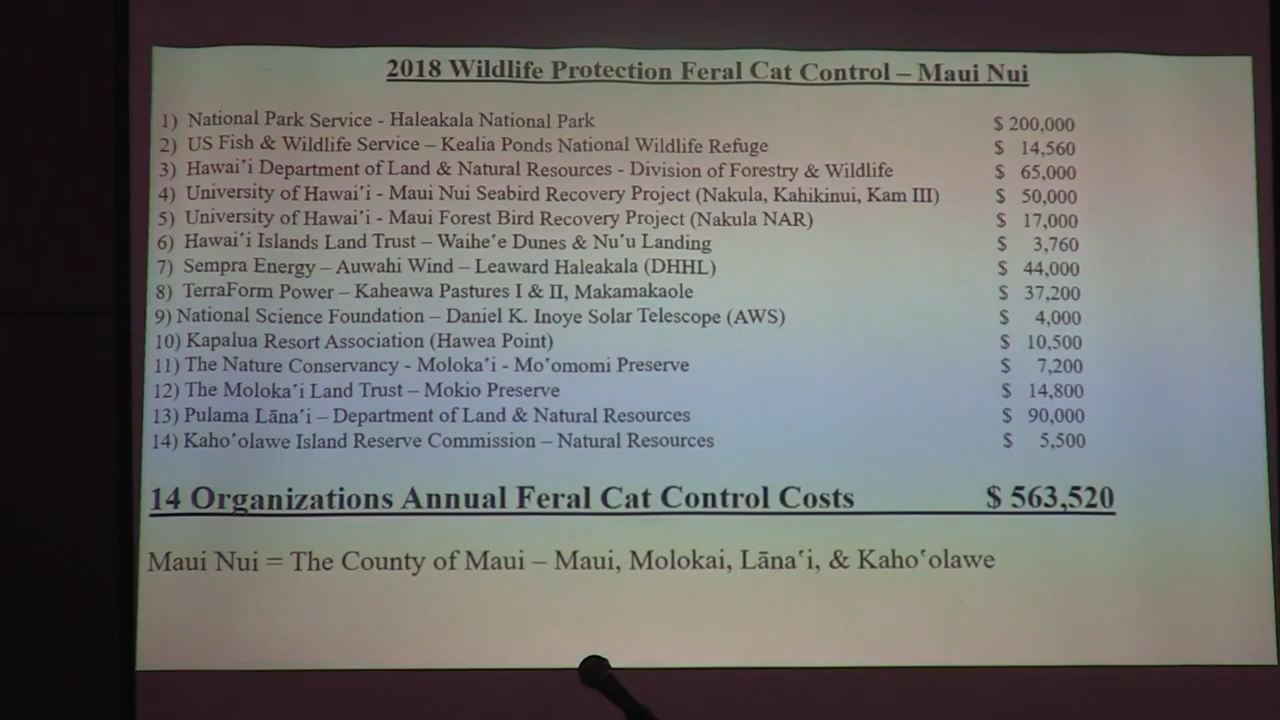 2018 Wildlife Protection Feral Cat Control – Maui Nui
1) National Park Service - Haleakala National Park $ 200,000
2) US Fish & Wildlife Service – Kealia Ponds National Wildlife Refuge $ 14,560
3) Hawaiʻi Department of Land & Natural Resources - Division of Forestry & Wildlife $ 65,000
4) University of Hawaiʻi - Maui Nui Seabird Recovery Project (Nakula, Kahikinui, Kam III) $ 50,000
5) University of Hawaiʻi - Maui Forest Bird Recovery Project (Nakula NAR) $ 17,000
6) Hawaiʻi Islands Land Trust – Waiheʻe Dunes & Nuʻu Landing $ 3,760
7) Sempra Energy – Auwahi Wind – Leaward Haleakala (DHHL) $ 44,000
8) TerraForm Power – Kaheawa Pastures I & II, Makamakaole $ 37,200
9) National Science Foundation – Daniel K. Inoye Solar Telescope (AWS) $ 4,000
10) Kapalua Resort Association (Hawea Point) $ 10,500
11) The Nature Conservancy - Molokaʻi - Moʻomomi Preserve $ 7,200
12) The Molokaʻi Land Trust – Mokio Preserve $ 14,800
13) Pulama Lānaʻi – Department of Land & Natural Resources $ 90,000
14) Kahoʻolawe Island Reserve Commission – Natural Resources $ 5,500
14 Organizations Annual Feral Cat Control Costs $ 563,520
Maui Nui = The County of Maui – Maui, Molokai, Lānaʻi, & Kahoʻolawe